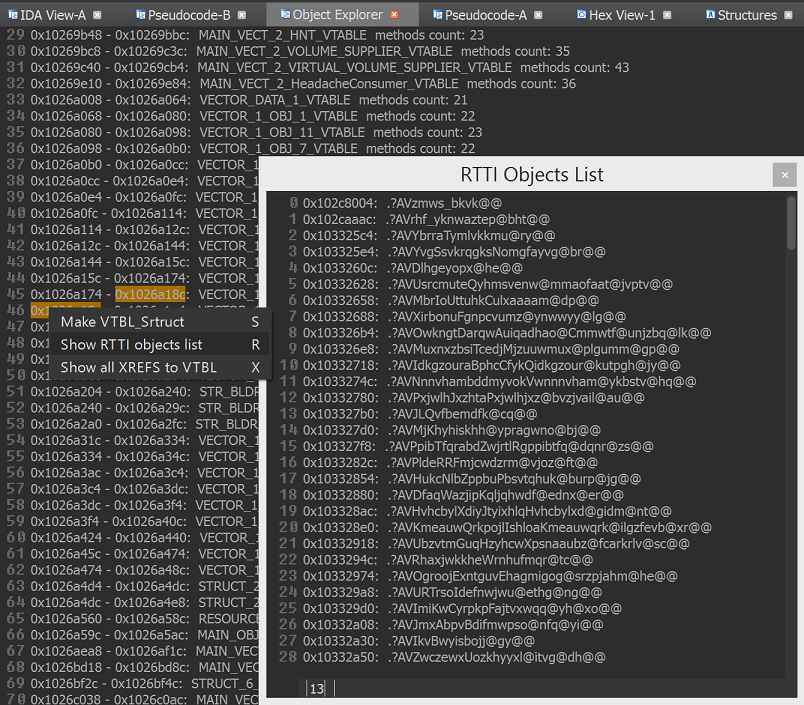 IDA View-A Pseudocode-B Object Explorer Pseudocode-A Hex View-1 Structures
29 0x10269b48 - 0x10269bbc: MAIN_VECT_2_HNT_VTABLE methods count: 23
30 0x10269bc8 - 0x10269c3c: MAIN_VECT_2_VOLUME_SUPPLIER_VTABLE methods count: 35
31 0x10269c40 - 0x10269cb4: MAIN_VECT_2_VIRTUAL_VOLUME_SUPPLIER_VTABLE methods count: 43
32 0x10269e10 - 0x10269e84: MAIN_VECT_2_HeadacheConsumer_VTABLE methods count: 36
33 0x1026a008 - 0x1026a064: VECTOR_DATA_1_VTABLE methods count: 21
34 0x1026a068 - 0x1026a080: VECTOR_1_OBJ_1_VTABLE methods count: 22
35 0x1026a080 - 0x1026a098: VECTOR_1_OBJ_11_VTABLE methods count: 23
36 0x1026a098 - 0x1026a0b0: VECTOR_1_OBJ_7_VTABLE methods count: 22
37 0x1026a0b0 - 0x1026a0cc: VECTOR_1
38 0x1026a0cc - 0x1026a0e4: VECTOR_1
39 0x1026a0e4 - 0x1026a0fc: VECTOR_1
40 0x1026a0fc - 0x1026a114: VECTOR_1
41 0x1026a114 - 0x1026a12c: VECTOR_1
42 0x1026a12c - 0x1026a144: VECTOR_1
43 0x1026a144 - 0x1026a15c: VECTOR_1
44 0x1026a15c - 0x1026a174: VECTOR_1
45 0x1026a174 - 0x1026a18c: VECTOR_1
46
47 0x1
48 0x1
49 0x1
50 0x1
51 0x1026a204 - 0x1026a240: STR_BLDR
52 0x1026a240 - 0x1026a29c: STR_BLDR
53 0x1026a2a0 - 0x1026a2fc: STR_BLDR
54 0x1026a31c - 0x1026a334: VECTOR_1
55 0x1026a334 - 0x1026a34c: VECTOR_1
56 0x1026a3ac - 0x1026a3c4: VECTOR_1
57 0x1026a3c4 - 0x1026a3dc: VECTOR_1
58 0x1026a3dc - 0x1026a3f4: VECTOR_1
59 0x1026a3f4 - 0x1026a40c: VECTOR_1
60 0x1026a424 - 0x1026a440: VECTOR_1
61 0x1026a45c - 0x1026a474: VECTOR_1
62 0x1026a474 - 0x1026a48c: VECTOR_1
63 0x1026a4d4 - 0x1026a4dc: STRUCT_2
64 0x1026a4dc - 0x1026a4e8: STRUCT_2
65 0x1026a560 - 0x1026a58c: RESOURC
66 0x1026a59c - 0x1026a5ac: MAIN_OBJ
67 0x1026aea8 - 0x1026af1c: MAIN_VEC
68 0x1026bd18 - 0x1026bd8c: MAIN_VEC
69 0x1026bf2c - 0x1026bf4c: STRUCT_6
70 0x1026c038 - 0x1026c0ac: MAIN_VEC
Make VTBL_Srtruct S
Show RTTI objects list R
Show all XREFS to VTBL X
RTTI Objects List
0 0x102c8004: .?AVzmws_bkvk@@
1 0x102caaac: .?AVrhf_yknwaztep@bht@@
2 0x103325c4: .?AVYbrraTymlvkkmu@ry@@
3 0x103325e4: .?AVYvgSsvkrqgksNomgfayvg@br@@
4 0x1033260c: .?AVDlhgeyopx@he@@
5 0x10332628: .?AVUsrcmuteQyhmsvenw@mmaofaat@jvptv@@
6 0x10332658: .?AVMbrIoUttuhkCulxaaaam@dp@@
7 0x10332688: .?AVXirbonuFgnpcvumz@ynwwyy@lg@@
8 0x103326b4: .?AVOwkngtDarqwAuiqadhao@Cmmwtf@unjzbq@lk@@
9 0x103326e8: .?AVMuxnxzbsiTcedjMjzuuwmux@plgumm@gp@@
10 0x10332718: .?AVIdkgzouraBphcCfykQidkgzour@kutpgh@jy@@
11 0x1033274c: .?AVNnnvhambddmyvokVwnnnvham@ykbstv@hq@@
12 0x10332780: .?AVPxjwlhJxzhtaPxjwlhjxz@bvzjvail@au@@
13 0x103327b0: .?AVJLQvfbemdfk@cq@@
14 0x103327d0: .?AVMjKhyhiskhh@ypragwno@bj@@
15 0x103327f8: .?AVPpibTfqrabdZwjrtlRgppibtfq@dqnr@zs@@
16 0x1033282c: .?AVPldeRRFmjcwdzrm@vjoz@ft@@
17 0x10332854: .?AVHukcNlbZppbuPbsvtqhuk@burp@jg@@
18 0x10332880: .?AVDfaqWazjipKqljqhwdf@ednx@er@@
19 0x103328ac: .?AVHvhcbylXdiyJtyixhlqHvhcbylxd@gidm@nt@@
20 0x103328e0: .?AVKmeauwQrkpojlIshloaKmeauwqrk@ilgzfevb@xr@@
21 0x10332918: .?AVUbzvtmGuqHzyhcwXpsnaaubz@fcarkrlv@sc@@
22 0x1033294c: .?AVRhaxjwkkheWrnhufmqr@tc@@
23 0x10332974: .?AVOgroojExntguvEhagmigog@srzpjahm@he@@
24 0x103329a8: .?AVURTrsoIdefnwjwu@ethg@ng@@
25 0x103329d0: .?AVImiKwCyrpkpFajtvxwqq@yh@xo@@
26 0x10332a08: .?AVJmxAbpvBdifmwpso@nfq@yi@@
27 0x10332a30: .?AVIkvBwyisbojj@gy@@
28 0x10332a50: .?AVZwczewxUozkhyyxl@itvg@dh@@
13